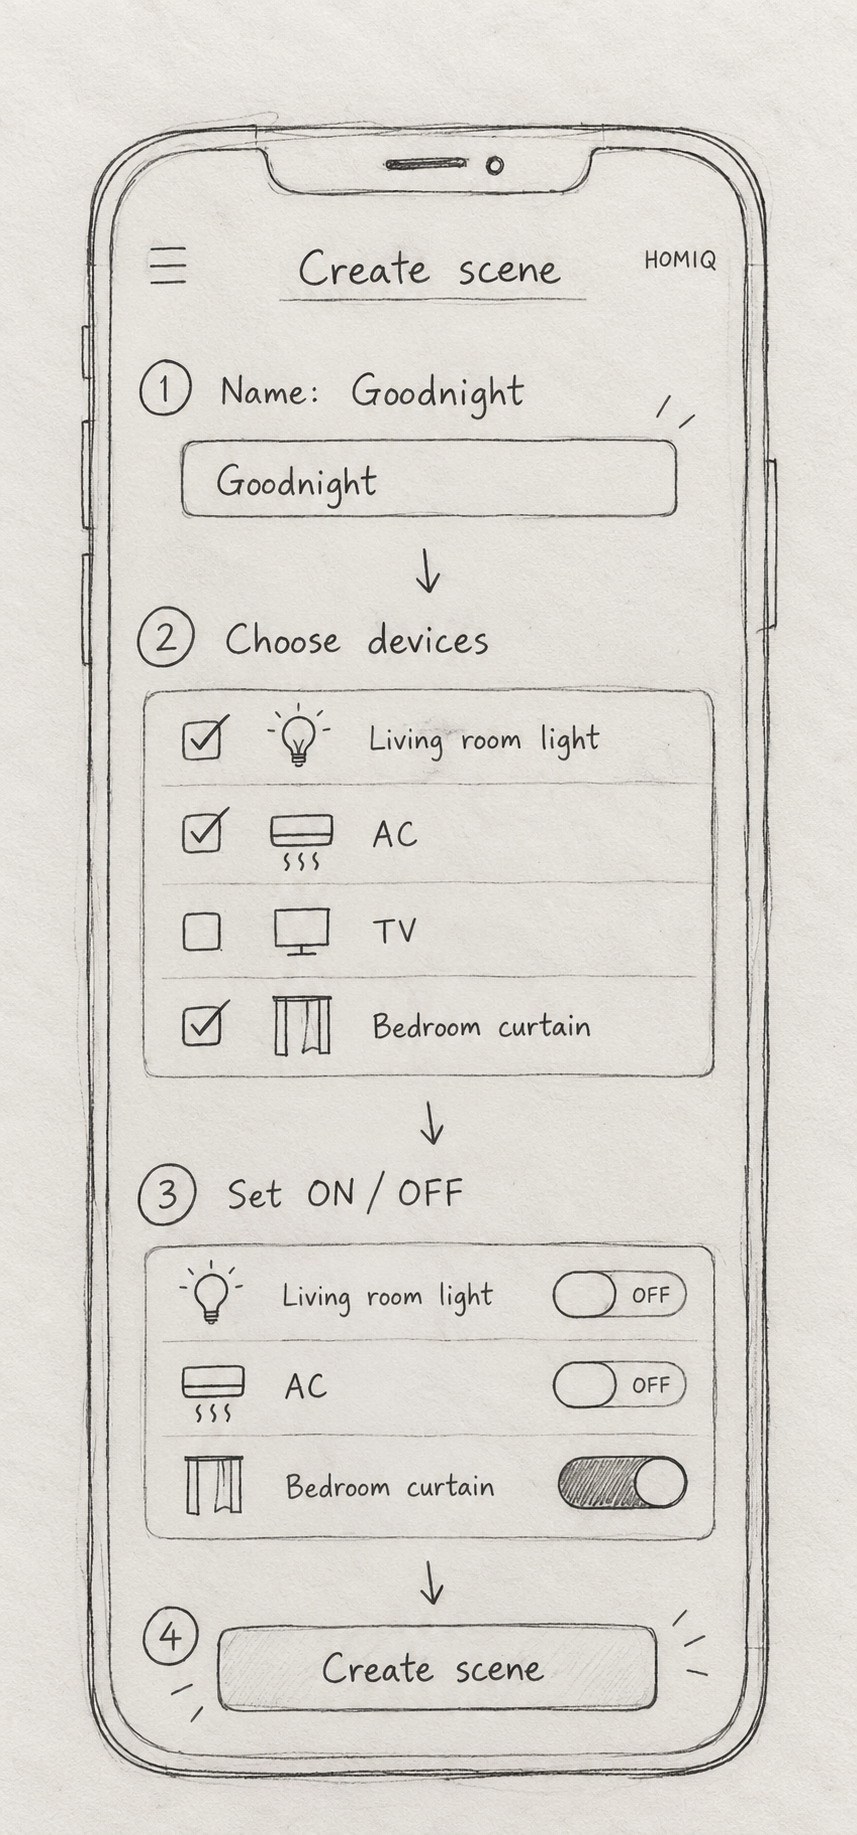 Create scene
HOMIQ
1 Name: Goodnight
Goodnight
2 Choose devices
Living room light
AC
TV
Bedroom curtain
3 Set ON / OFF
Living room light OFF
AC OFF
Bedroom curtain
4
Create scene